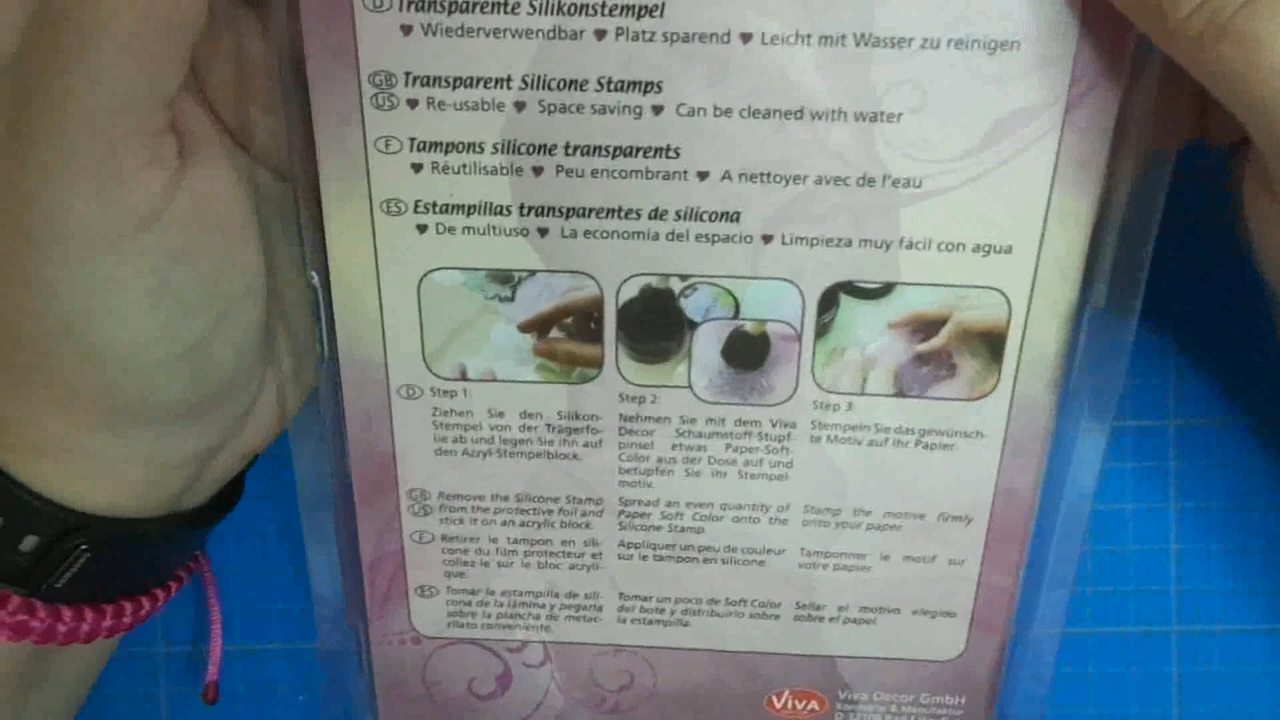 D Transparente Silikonstempel
♥ Wiederverwendbar ♥ Platz sparend ♥ Leicht mit Wasser zu reinigen
GB Transparent Silicone Stamps
US ♥ Re-usable ♥ Space saving ♥ Can be cleaned with water
F Tampons silicone transparents
♥ Réutilisable ♥ Peu encombrant ♥ A nettoyer avec de l'eau
ES Estampillas transparentes de silicona
♥ De multiuso ♥ La economía del espacio ♥ Limpieza muy fácil con agua
D Step 1:
Ziehen Sie den Silikon-
Stempel von der Trägerfo-
lie ab und legen Sie ihn auf
den Acryl-Stempelblock.
Step 2:
Nehmen Sie mit dem Viva
Decor Schaumstoff-Stupf-
pinsel etwas Paper-Soft-
Color aus der Dose auf und
betupfen Sie ihr Stempel-
motiv.
Step 3:
Stempeln Sie das gewünsch-
te Motiv auf Ihr Papier.
GB Remove the Silicone Stamp
US from the protective foil and
stick it on an acrylic block.
Spread an even quantity of
Paper Soft Color onto the
Silicone Stamp.
Stamp the motive firmly
onto your paper.
F Retirer le tampon en sili-
cone du film protecteur et
collez-le sur le bloc acryli-
que.
Appliquer un peu de couleur
sur le tampon en silicone.
Tamponner le motif sur
votre papier.
ES Tomar la estampilla de sili-
cona de la lámina y pegarla
sobre la plancha de metac-
rilato conveniente.
Tomar un poco de Soft Color
del bote y distribuirlo sobre
la estampilla.
Sellar el motivo elegido
sobre el papel.
VIVA
Viva Decor GmbH